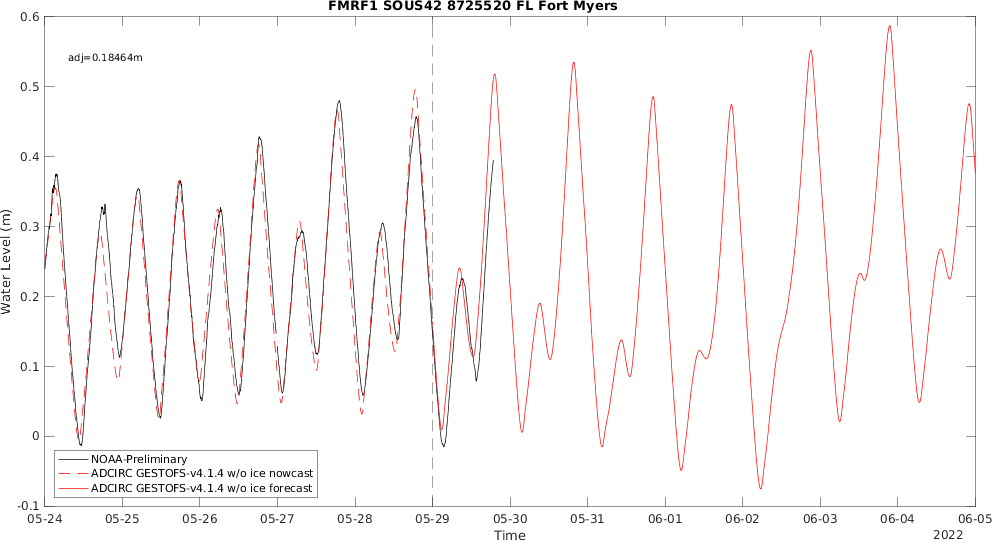 FMRF1 SOUS42 8725520 FL Fort Myers
0.6
adj=0.18464m
0.5
0.4
0.3
0.2
0.1
0
-0.1
Water Level (m)
NOAA-Preliminary
ADCIRC GESTOFS-v4.1.4 w/o ice nowcast
ADCIRC GESTOFS-v4.1.4 w/o ice forecast
05-24 05-25 05-26 05-27 05-28 05-29 05-30 05-31 06-01 06-02 06-03 06-04 06-05
Time
2022